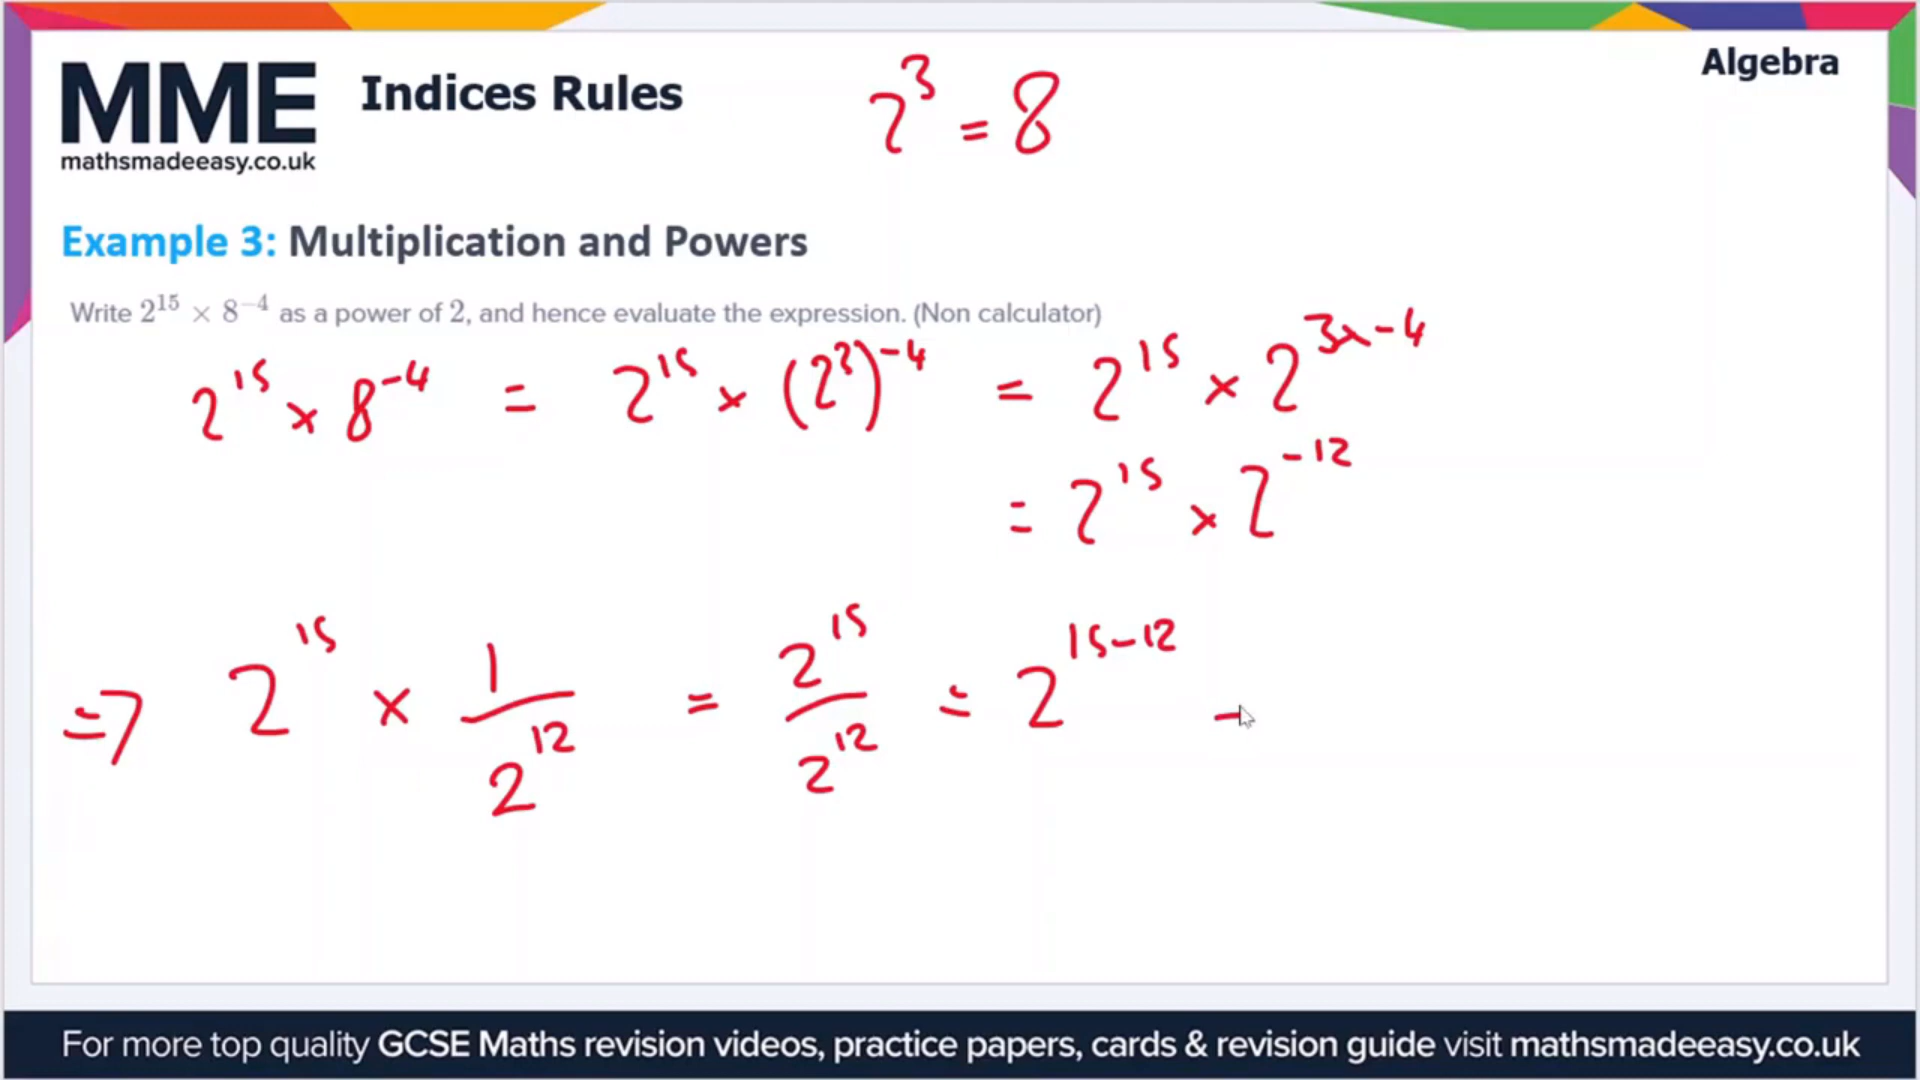 MME
mathsmadeeasy.co.uk
Indices Rules
2³ = 8
Algebra
Example 3: Multiplication and Powers
Write 2¹⁵ × 8⁻⁴ as a power of 2, and hence evaluate the expression. (Non calculator)
2¹⁵ × 8⁻⁴ = 2¹⁵ × (2³)⁻⁴ = 2¹⁵ × 2³ˣ⁻⁴
= 2¹⁵ × 2⁻¹²
⇒ 2¹⁵ × 1/2¹² = 2¹⁵/2¹² = 2¹⁵⁻¹²
For more top quality GCSE Maths revision videos, practice papers, cards & revision guide visit mathsmadeeasy.co.uk